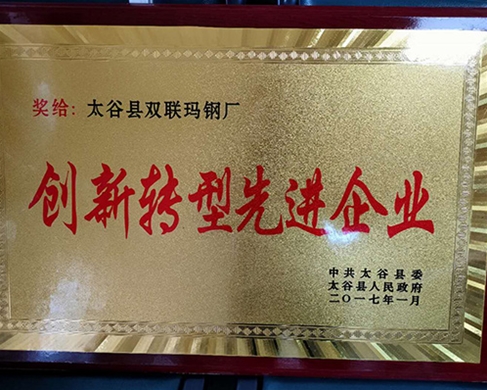 奖给：太谷县双联玛钢厂
创新转型先进企业
中共太谷县委
太谷县人民政府
二〇一七年一月